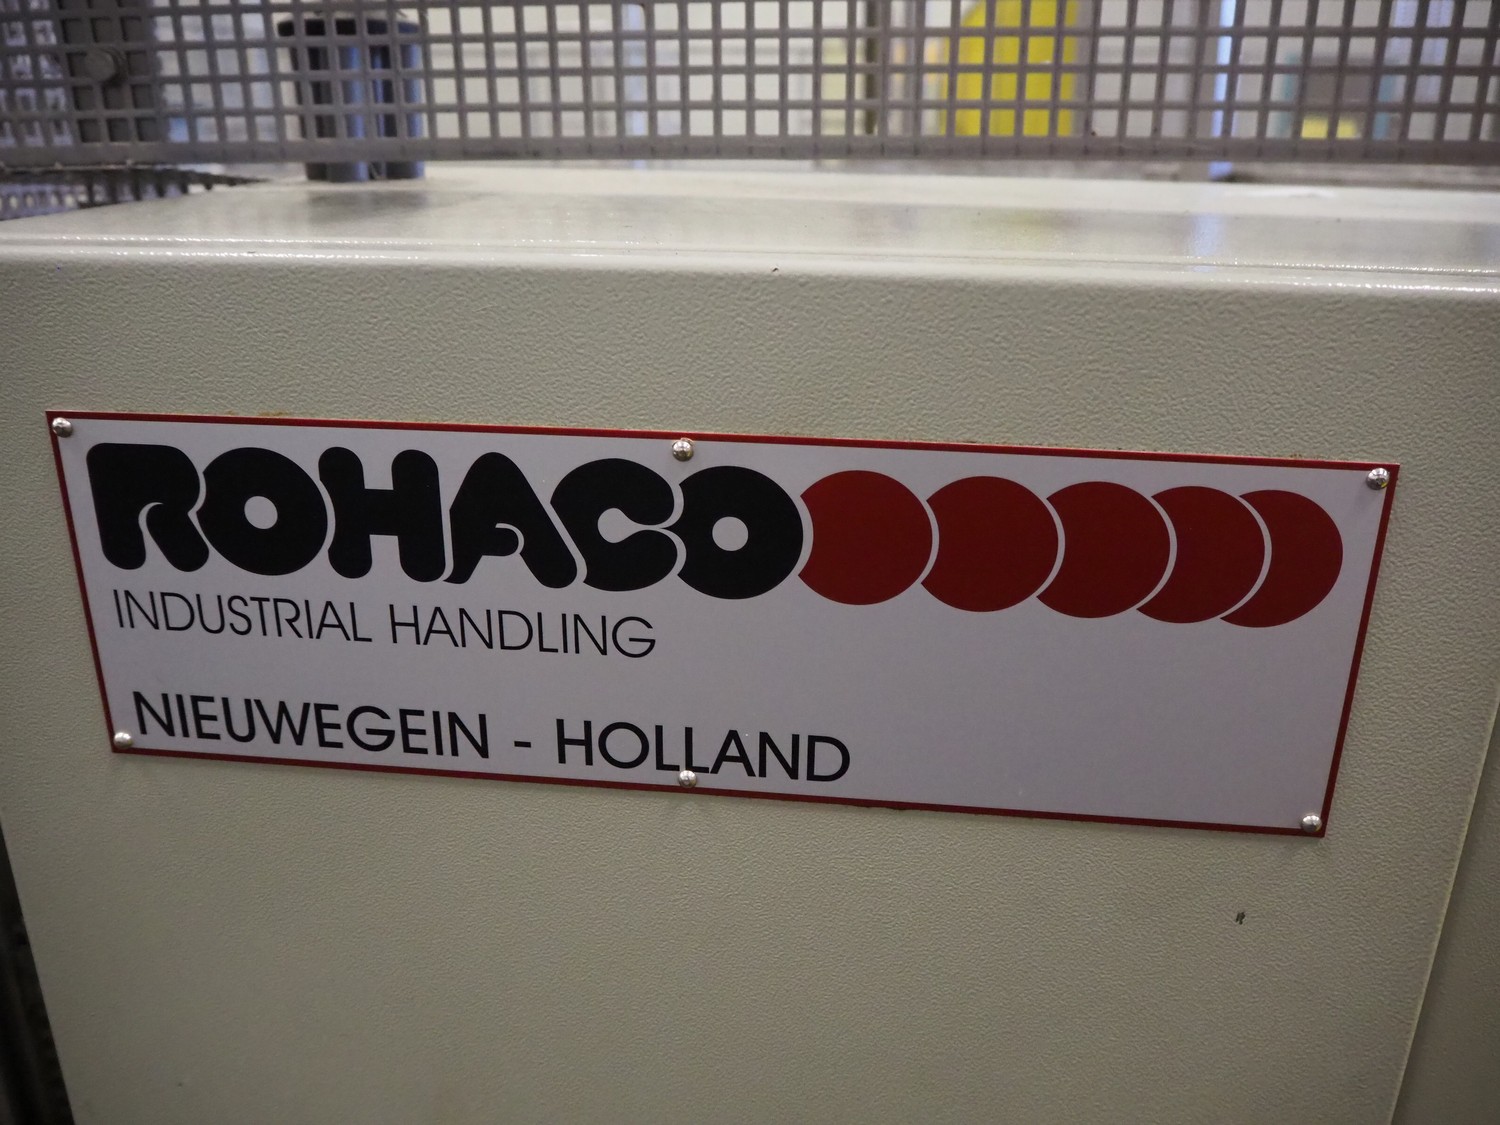 ROHACO
INDUSTRIAL HANDLING
NIEUWEGEIN - HOLLAND